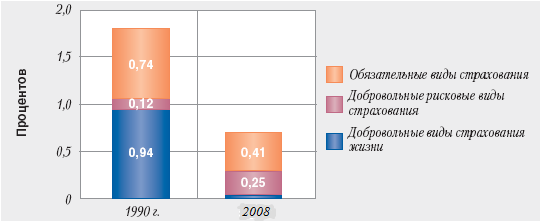 2,0
1,5
1,0
0,5
0
Процентов
0,74
0,12
0,94
0,41
0,25
1990 г.
2008
Обязательные виды страхования
Добровольные рисковые виды
страхования
Добровольные виды страхования
жизни